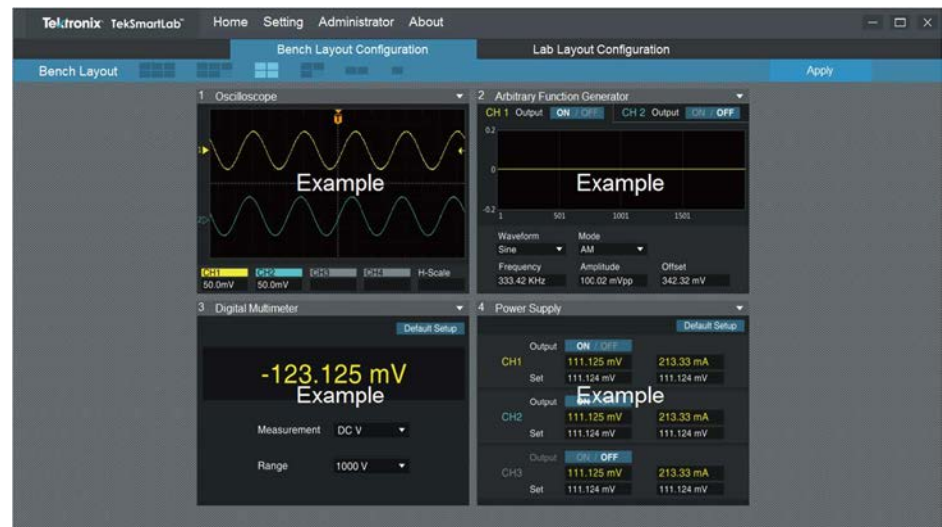 Tektronix TekSmartLab™ Home Setting Administrator About
Bench Layout Configuration Lab Layout Configuration
Bench Layout Apply
1 Oscilloscope
T
1
2
Example
CH1 CH2 CH3 CH4 H-Scale
50.0mV 50.0mV
2 Arbitrary Function Generator
CH 1 Output ON / OFF CH 2 Output ON / OFF
0.2
0
-0.2
1 501 1001 1501
Example
Waveform Mode
Sine AM
Frequency Amplitude Offset
333.42 KHz 100.02 mVpp 342.32 mV
3 Digital Multimeter
Default Setup
-123.125 mV
Example
Measurement DC V
Range 1000 V
4 Power Supply
Default Setup
Output ON / OFF
CH1 111.125 mV 213.33 mA
Set 111.124 mV 111.124 mV
Output ON
Example
CH2 111.125 mV 213.33 mA
Set 111.124 mV 111.124 mV
Output ON / OFF
CH3 111.125 mV 213.33 mA
Set 111.124 mV 111.124 mV